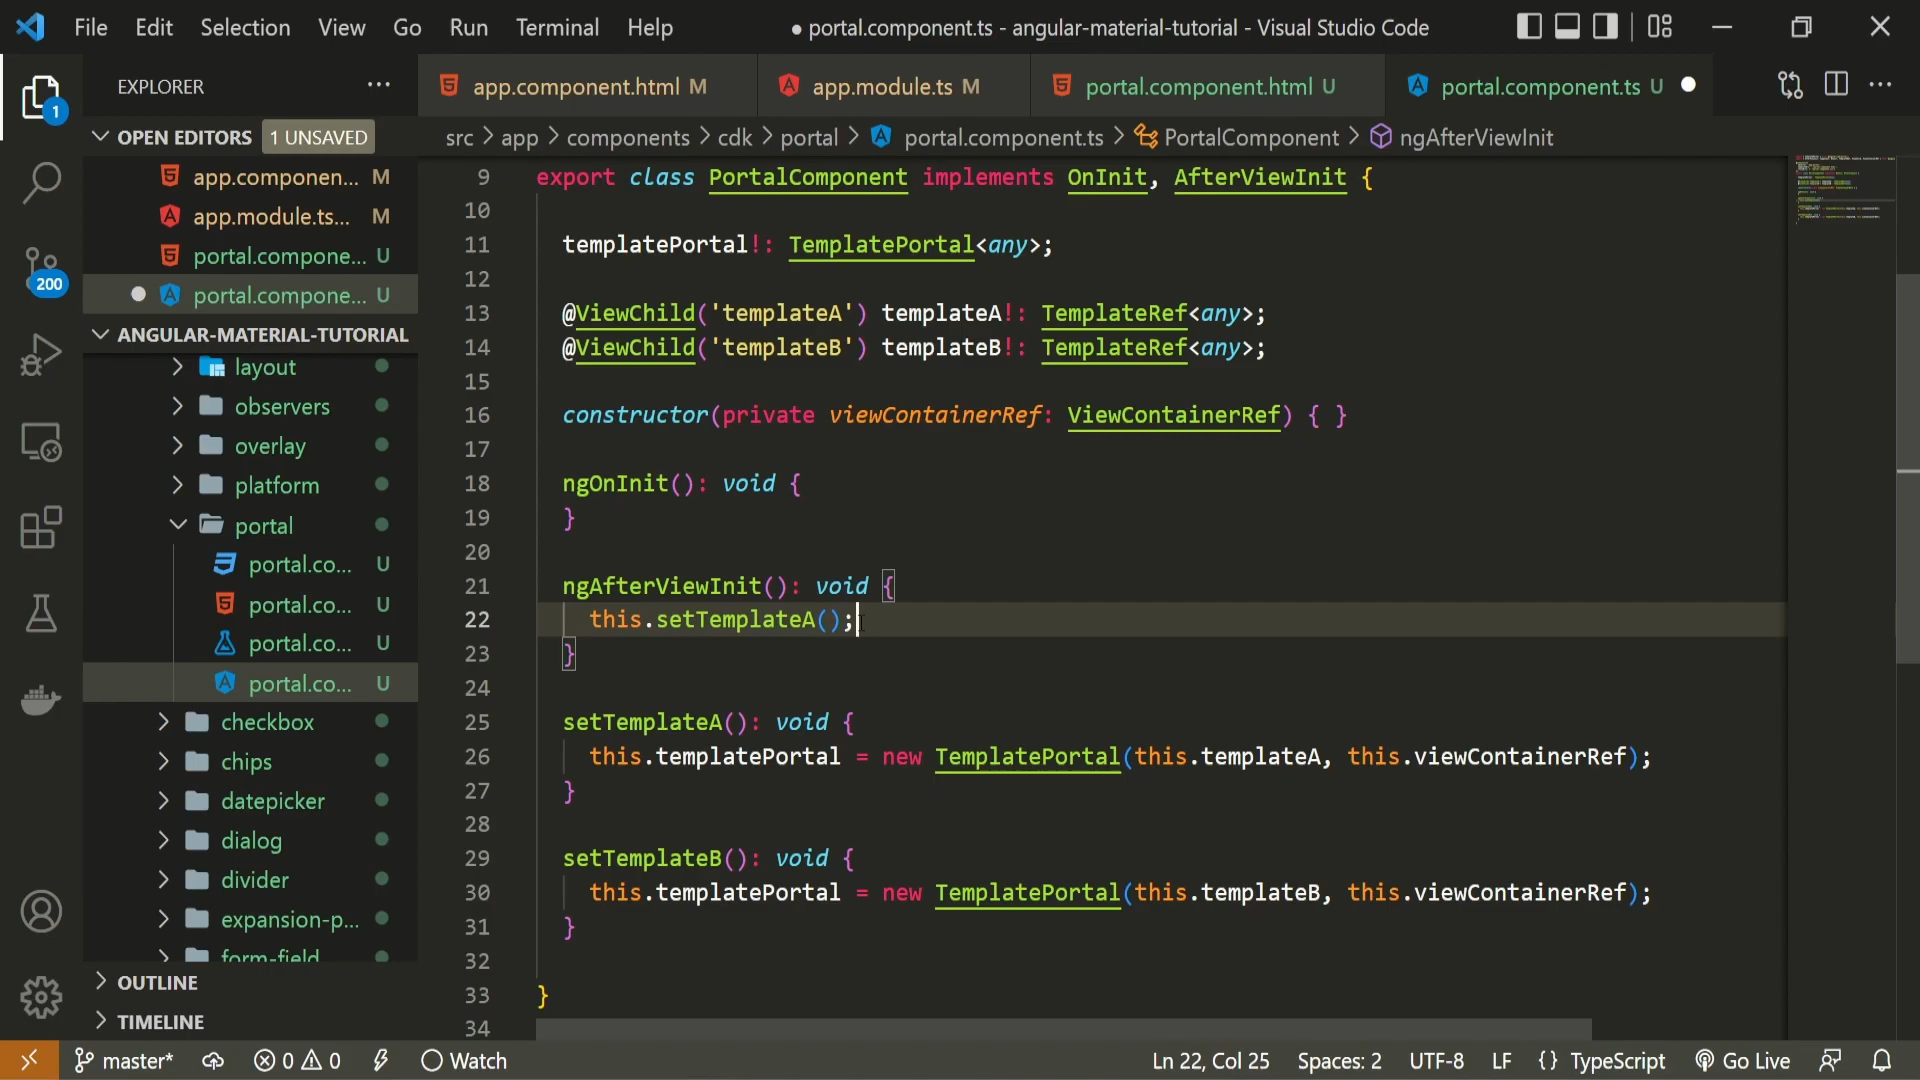 File Edit Selection View Go Run Terminal Help
● portal.component.ts - angular-material-tutorial - Visual Studio Code
EXPLORER
1
OPEN EDITORS 1 UNSAVED
app.componen... M
app.module.ts... M
portal.compone... U
portal.compone... U
200
ANGULAR-MATERIAL-TUTORIAL
layout
observers
overlay
platform
portal
portal.co... U
portal.co... U
portal.co... U
portal.co... U
checkbox
chips
datepicker
dialog
divider
expansion-p...
form-field
OUTLINE
TIMELINE
app.component.html M
app.module.ts M
portal.component.html U
portal.component.ts U
src > app > components > cdk > portal > portal.component.ts > PortalComponent > ngAfterViewInit
9 export class PortalComponent implements OnInit, AfterViewInit {
10
11 templatePortal!: TemplatePortal<any>;
12
13 @ViewChild('templateA') templateA!: TemplateRef<any>;
14 @ViewChild('templateB') templateB!: TemplateRef<any>;
15
16 constructor(private viewContainerRef: ViewContainerRef) { }
17
18 ngOnInit(): void {
19 }
20
21 ngAfterViewInit(): void {
22 this.setTemplateA();
23 }
24
25 setTemplateA(): void {
26 this.templatePortal = new TemplatePortal(this.templateA, this.viewContainerRef);
27 }
28
29 setTemplateB(): void {
30 this.templatePortal = new TemplatePortal(this.templateB, this.viewContainerRef);
31 }
32
33 }
34
master* 0 0 Watch
Ln 22, Col 25 Spaces: 2 UTF-8 LF {} TypeScript Go Live